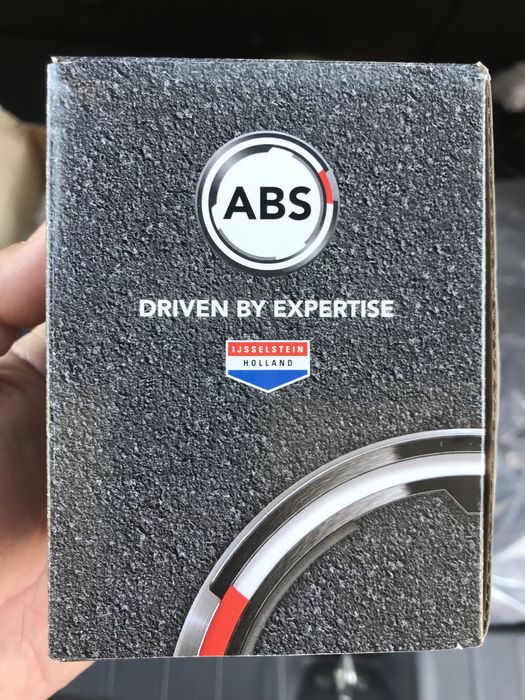 ABS
DRIVEN BY EXPERTISE
IJSSELSTEIN
HOLLAND